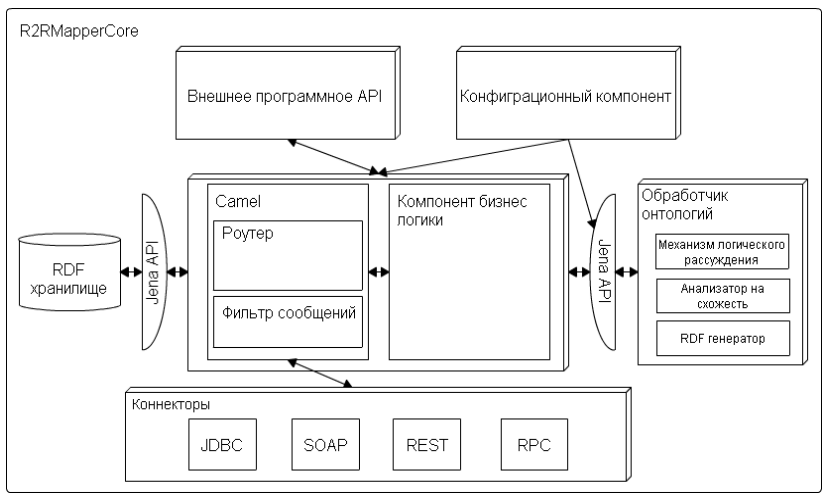 R2RMapperCore
Внешнее программное API
Конфиграционный компонент
Camel
Роутер
Фильтр сообщений
Компонент бизнес
логики
Обработчик
онтологий
Механизм логического
рассуждения
Анализатор на
схожесть
RDF генератор
RDF
хранилище
Jena API
Jena API
Коннекторы
JDBC
SOAP
REST
RPC